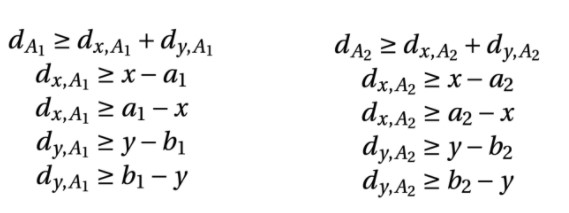 d_{A_1} ≥ d_{x,A_1} + d_{y,A_1}
d_{x,A_1} ≥ x − a_1
d_{x,A_1} ≥ a_1 − x
d_{y,A_1} ≥ y − b_1
d_{y,A_1} ≥ b_1 − y
d_{A_2} ≥ d_{x,A_2} + d_{y,A_2}
d_{x,A_2} ≥ x − a_2
d_{x,A_2} ≥ a_2 − x
d_{y,A_2} ≥ y − b_2
d_{y,A_2} ≥ b_2 − y